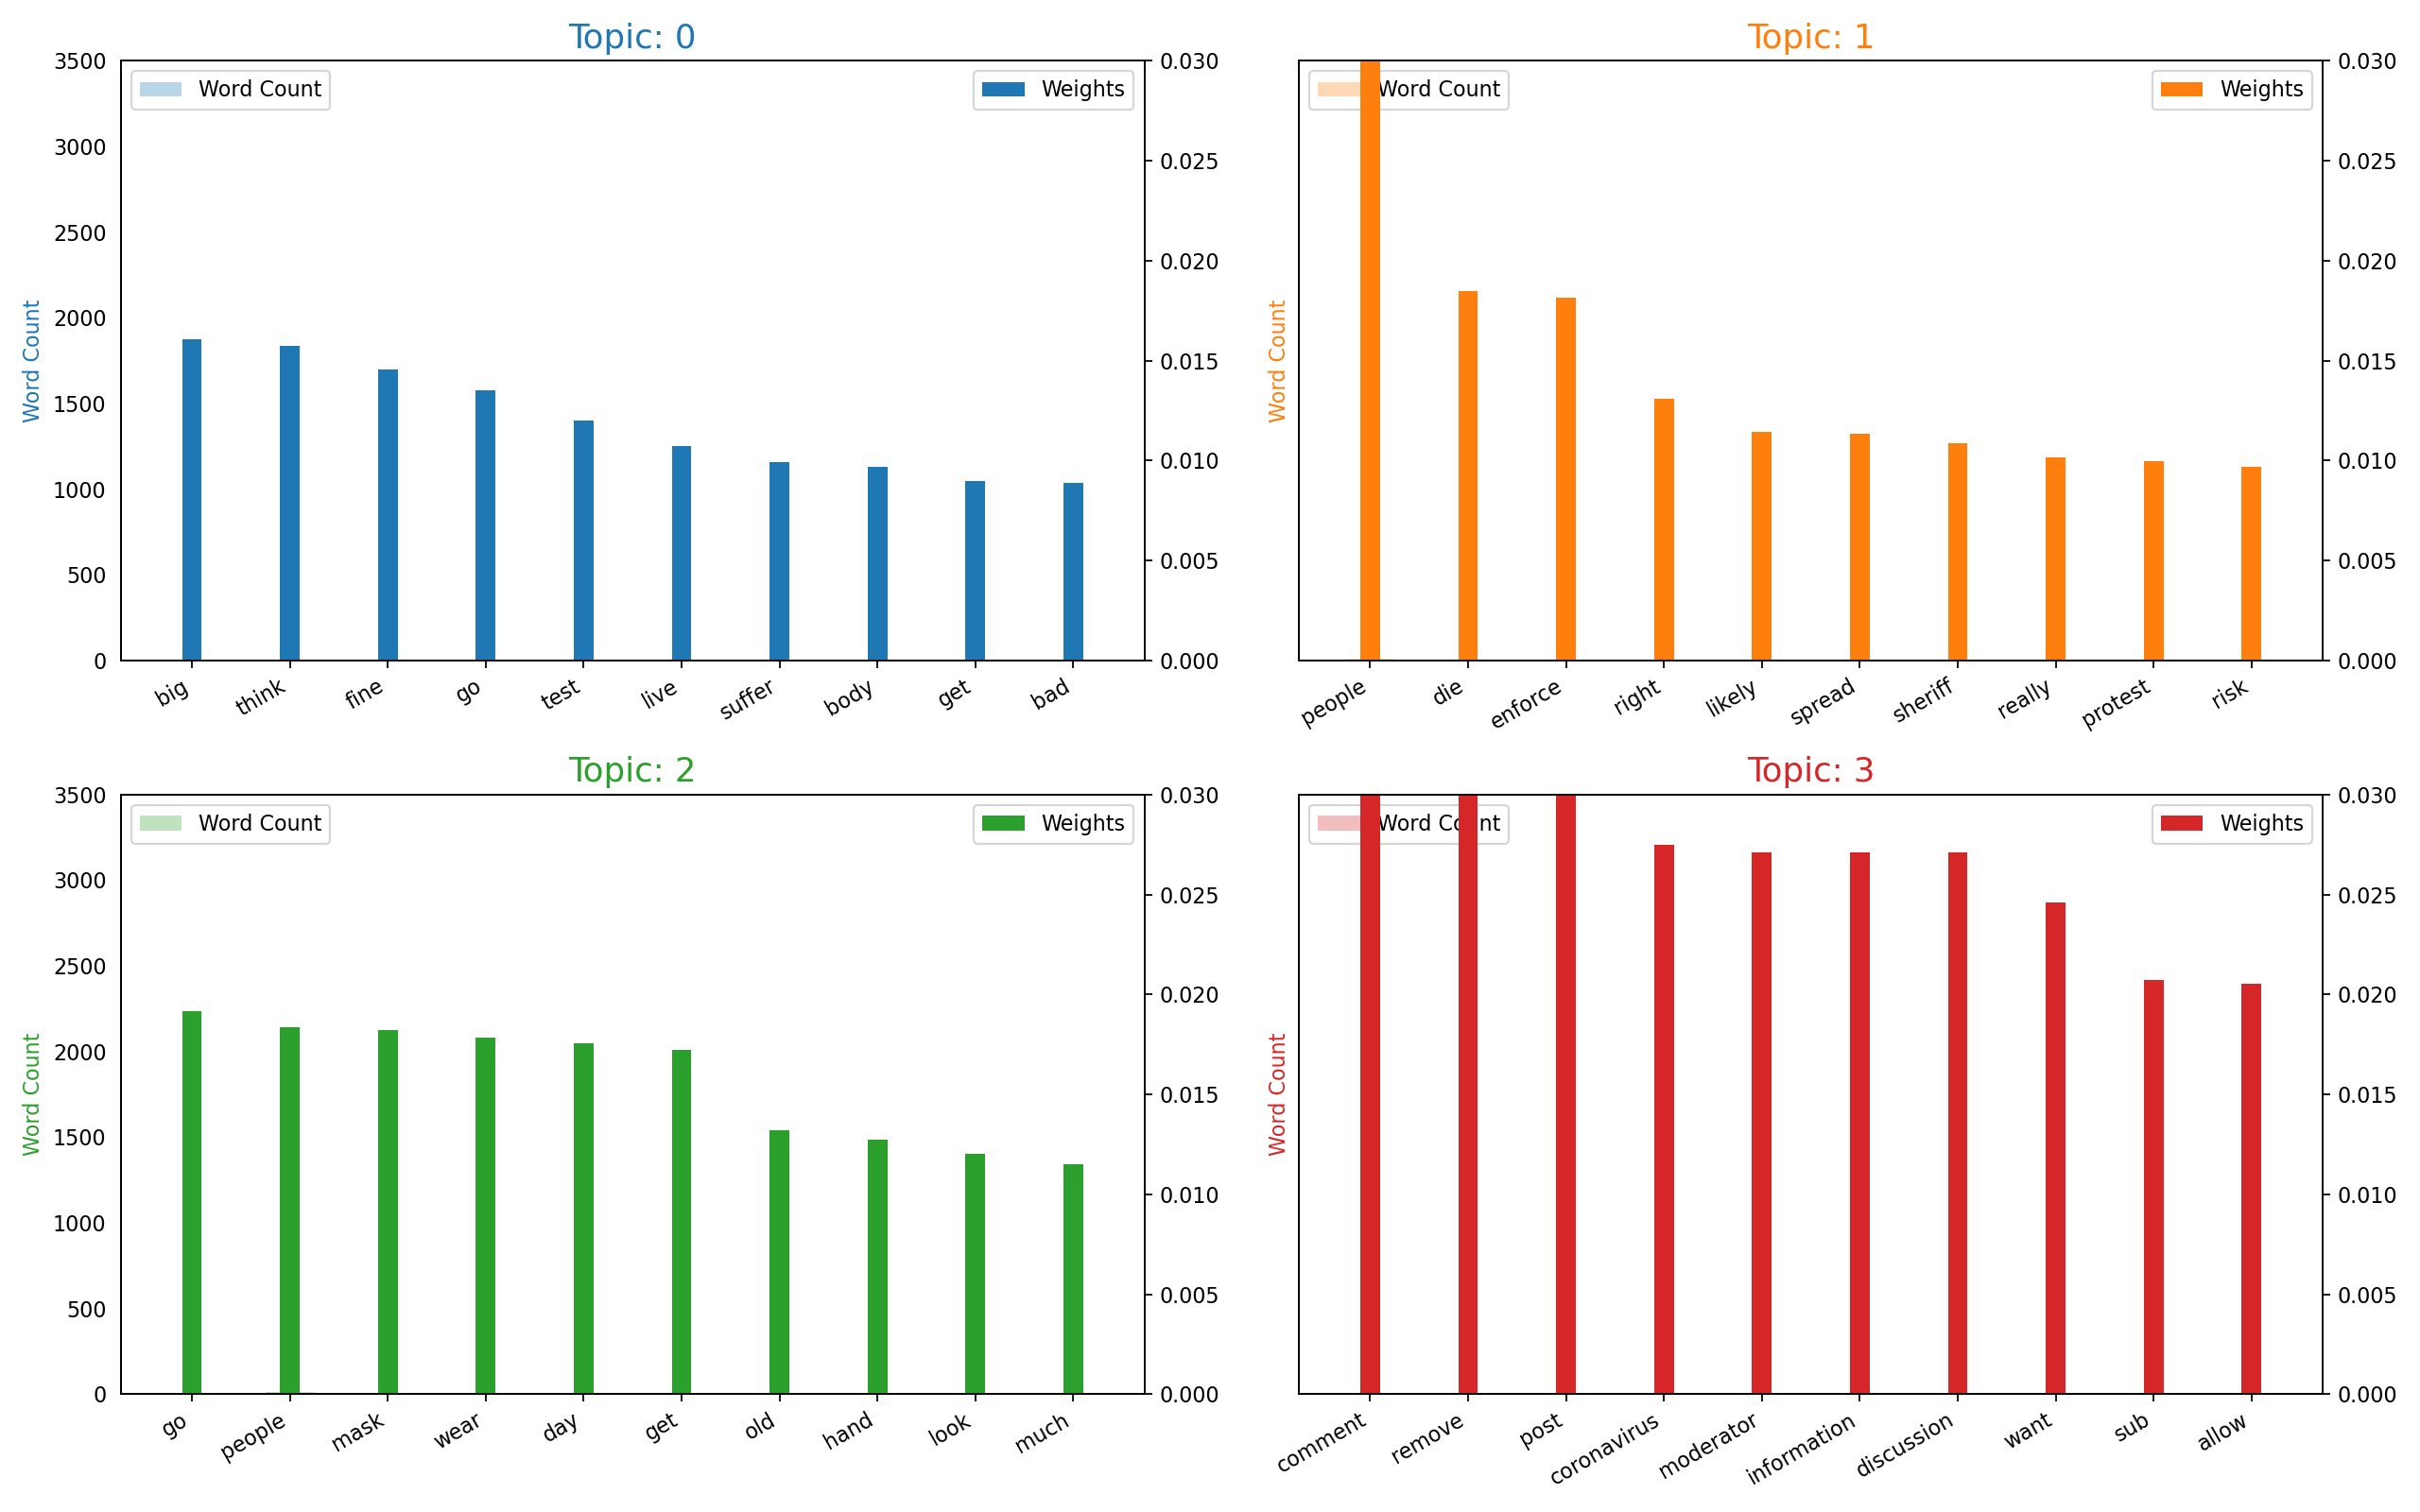 Topic: 0
Word Count
Weights
3500
3000
2500
2000
1500
1000
500
0
Word Count
0.030
0.025
0.020
0.015
0.010
0.005
0.000
big
think
fine
go
test
live
suffer
body
get
bad
Topic: 1
Word Count
Weights
Word Count
0.030
0.025
0.020
0.015
0.010
0.005
0.000
people
die
enforce
right
likely
spread
sheriff
really
protest
risk
Topic: 2
Word Count
Weights
3500
3000
2500
2000
1500
1000
500
0
Word Count
0.030
0.025
0.020
0.015
0.010
0.005
0.000
go
people
mask
wear
day
get
old
hand
look
much
Topic: 3
Word Count
Weights
Word Count
0.030
0.025
0.020
0.015
0.010
0.005
0.000
comment
remove
post
coronavirus
moderator
information
discussion
want
sub
allow